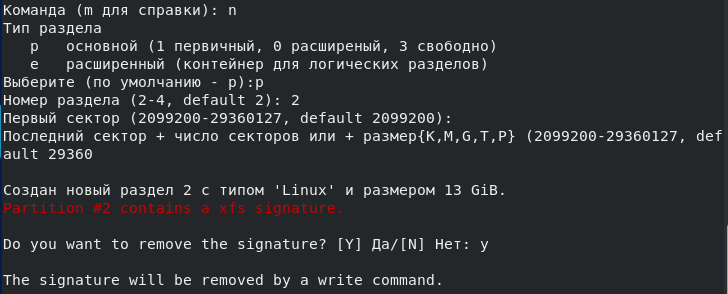 Команда (m для справки): n
Тип раздела
p основной (1 первичный, 0 расширеный, 3 свободно)
e расширенный (контейнер для логических разделов)
Выберите (по умолчанию - p):p
Номер раздела (2-4, default 2): 2
Первый сектор (2099200-29360127, default 2099200):
Последний сектор + число секторов или + размер{K,M,G,T,P} (2099200-29360127, def
ault 29360
Создан новый раздел 2 с типом 'Linux' и размером 13 GiB.
Partition #2 contains a xfs signature.
Do you want to remove the signature? [Y] Да/[N] Нет: y
The signature will be removed by a write command.